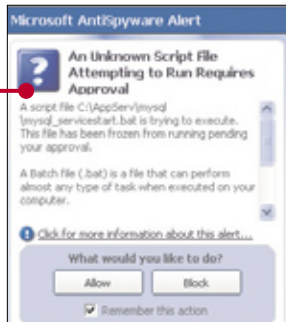 Microsoft AntiSpyware Alert
An Unknown Script File
Attempting to Run Requires
Approval
A script file C:\AppServ\mysql
\mysql_servicestart.bat is trying to execute.
This file has been frozen from running pending
your approval.
A Batch file (.bat) is a file that can perform
almost any type of task when executed on your
computer.
Click for more information about this alert...
What would you like to do?
Allow Block
Remember this action